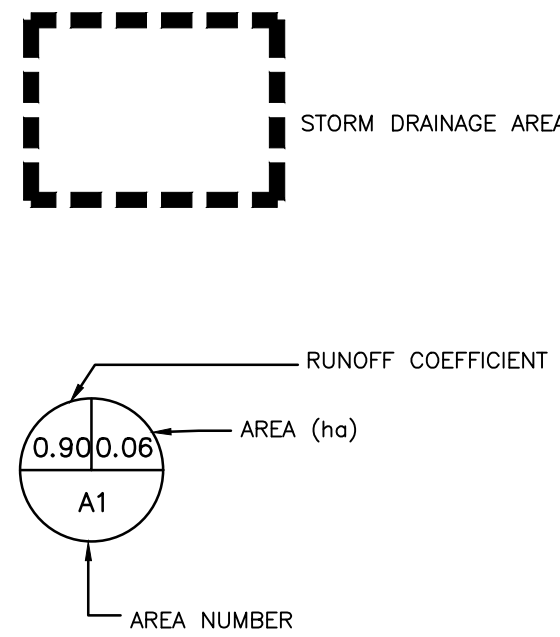 STORM DRAINAGE AREA
RUNOFF COEFFICIENT
AREA (ha)
0.90 0.06
A1
AREA NUMBER